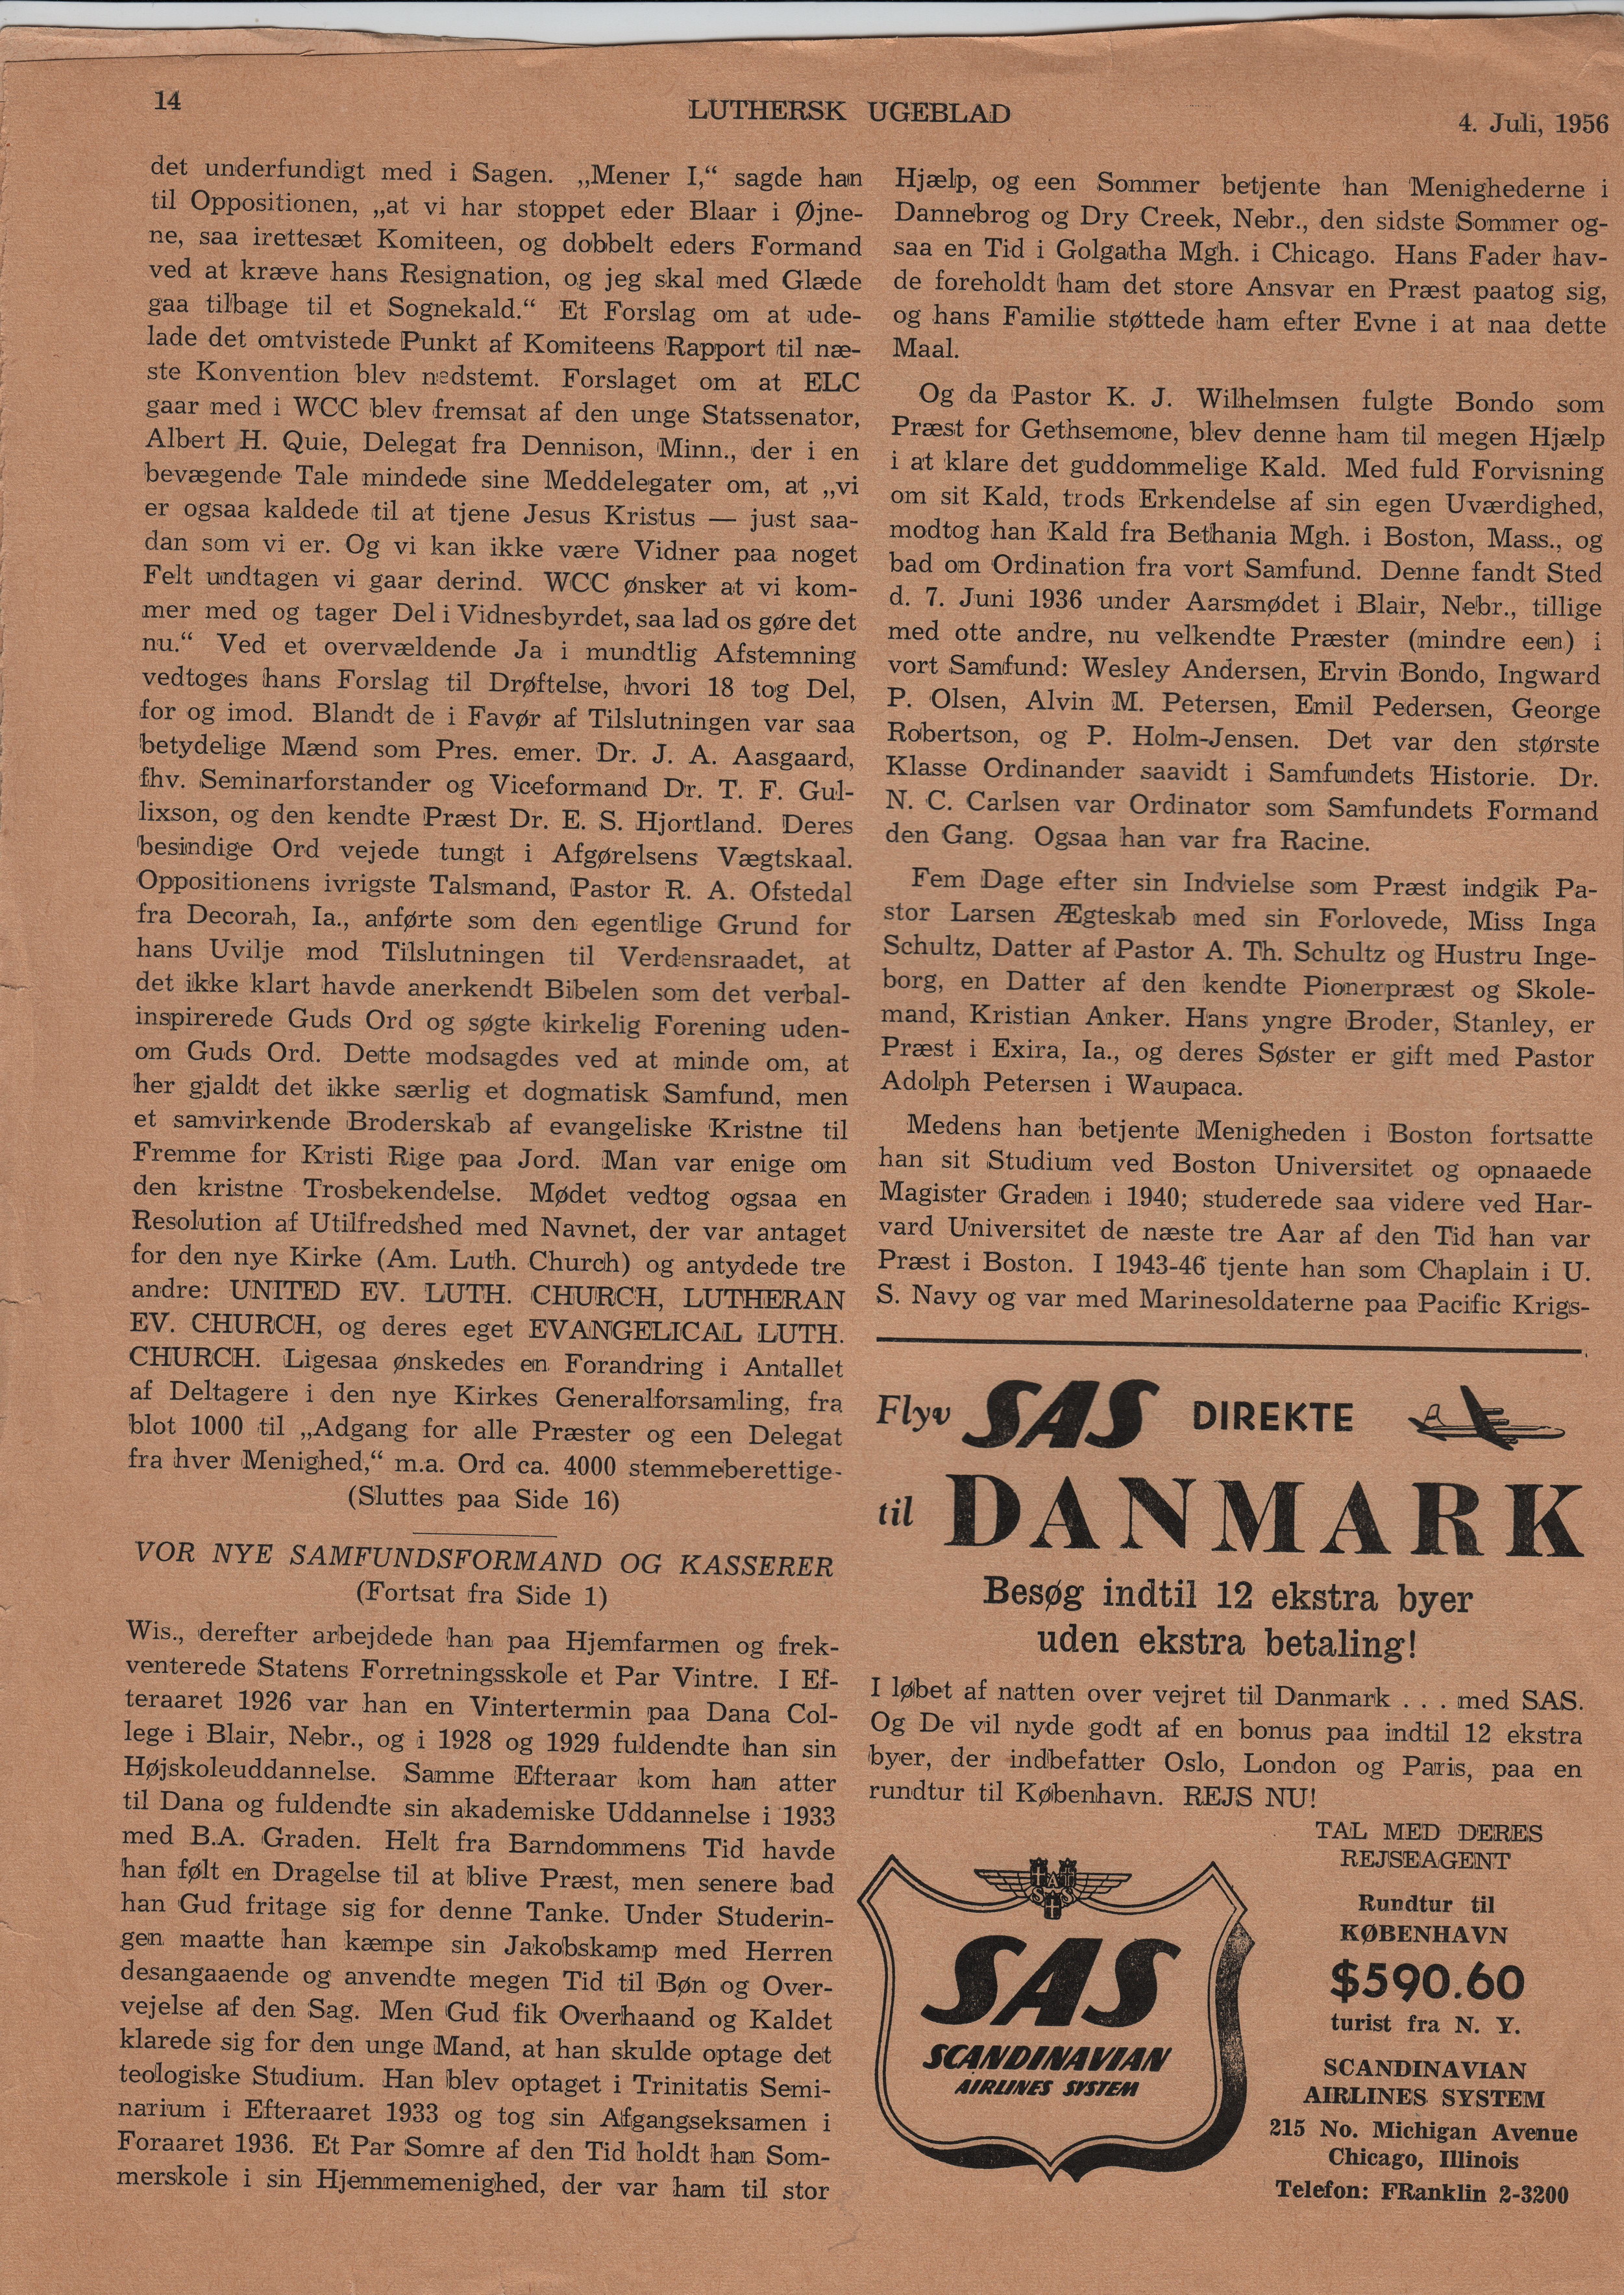 14
LUTHERSK UGEBLAD
4. Juli, 1956
det underfundigt med i Sagen. „Mener I,“ sagde han
til Oppositionen, „at vi har stoppet eder Blaar i Øjne-
ne, saa irettesæt Komiteen, og dobbelt eders Formand
ved at kræve hans Resignation, og jeg skal med Glæde
gaa tilbage til et Sognekald.“ Et Forslag om at ude-
lade det omtvistede Punkt af Komiteens Rapport til næ-
ste Konvention blev nedstemt. Forslaget om at ELC
gaar med i WCC blev fremsat af den unge Statssenator,
Albert H. Quie, Delegat fra Dennison, Minn., der i en
bevægende Tale mindede sine Meddelegater om, at „vi
er ogsaa kaldede til at tjene Jesus Kristus — just saa-
dan som vi er. Og vi kan ikke være Vidner paa noget
Felt undtagen vi gaar derind. WCC ønsker at vi kom-
mer med og tager Del i Vidnesbyrdet, saa lad os gøre det
nu.“ Ved et overvældende Ja i mundtlig Afstemning
vedtoges hans Forslag til Drøftelse, hvori 18 tog Del,
for og imod. Blandt de i Favør af Tilslutningen var saa
betydelige Mænd som Pres. emer. Dr. J. A. Aasgaard,
fhv. Seminarforstander og Viceformand Dr. T. F. Gul-
lixson, og den kendte Præst Dr. E. S. Hjortland. Deres
besindige Ord vejede tungt i Afgørelsens Vægtskaal.
Oppositionens ivrigste Talsmand, Pastor R. A. Ofstedal
fra Decorah, Ia., anførte som den egentlige Grund for
hans Uvilje mod Tilslutningen til Verdensraadet, at
det ikke klart havde anerkendt Bibelen som det verbal-
inspirerede Guds Ord og søgte kirkelig Forening uden-
om Guds Ord. Dette modsagdes ved at minde om, at
her gjaldt det ikke særlig et dogmatisk Samfund, men
et samvirkende Broderskab af evangeliske Kristne til
Fremme for Kristi Rige paa Jord. Man var enige om
den kristne Trosbekendelse. Mødet vedtog ogsaa en
Resolution af Utilfredshed med Navnet, der var antaget
for den nye Kirke (Am. Luth. Church) og antydede tre
andre: UNITED EV. LUTH. CHURCH, LUTHERAN
EV. CHURCH, og deres eget EVANGELICAL LUTH.
CHURCH. Ligesaa ønskedes en Forandring i Antallet
af Deltagere i den nye Kirkes Generalforsamling, fra
blot 1000 til „Adgang for alle Præster og een Delegat
fra hver Menighed,“ m.a. Ord ca. 4000 stemmeberettige-
(Sluttes paa Side 16)
VOR NYE SAMFUNDSFORMAND OG KASSERER
(Fortsat fra Side 1)
Wis., derefter arbejdede han paa Hjemfarmen og frek-
venterede Statens Forretningsskole et Par Vintre. I Ef-
teraaret 1926 var han en Vintertermin paa Dana Col-
lege i Blair, Nebr., og i 1928 og 1929 fuldendte han sin
Højskoleuddannelse. Samme Efteraar kom han atter
til Dana og fuldendte sin akademiske Uddannelse i 1933
med B.A. Graden. Helt fra Barndommens Tid havde
han følt en Dragelse til at blive Præst, men senere bad
han Gud fritage sig for denne Tanke. Under Studerin-
gen maatte han kæmpe sin Jakobskamp med Herren
desangaaende og anvendte megen Tid til Bøn og Over-
vejelse af den Sag. Men Gud fik Overhaand og Kaldet
klarede sig for den unge Mand, at han skulde optage det
teologiske Studium. Han blev optaget i Trinitatis Semi-
narium i Efteraaret 1933 og tog sin Afgangseksamen i
Foraaret 1936. Et Par Somre af den Tid holdt han Som-
merskole i sin Hjemmemenighed, der var ham til stor
Hjælp, og een Sommer betjente han Menighederne i
Dannebrog og Dry Creek, Nebr., den sidste Sommer og-
saa en Tid i Golgatha Mgh. i Chicago. Hans Fader hav-
de foreholdt ham det store Ansvar en Præst paatog sig,
og hans Familie støttede ham efter Evne i at naa dette
Maal.
Og da Pastor K. J. Wilhelmsen fulgte Bondo som
Præst for Gethsemone, blev denne ham til megen Hjælp
i at klare det guddommelige Kald. Med fuld Forvisning
om sit Kald, trods Erkendelse af sin egen Uværdighed,
modtog han Kald fra Bethania Mgh. i Boston, Mass., og
bad om Ordination fra vort Samfund. Denne fandt Sted
d. 7. Juni 1936 under Aarsmødet i Blair, Nebr., tillige
med otte andre, nu velkendte Præster (mindre een) i
vort Samfund: Wesley Andersen, Ervin Bondo, Ingward
P. Olsen, Alvin M. Petersen, Emil Pedersen, George
Robertson, og P. Holm-Jensen. Det var den største
Klasse Ordinander saavidt i Samfundets Historie. Dr.
N. C. Carlsen var Ordinator som Samfundets Formand
den Gang. Ogsaa han var fra Racine.
Fem Dage efter sin Indvielse som Præst indgik Pa-
stor Larsen Ægteskab med sin Forlovede, Miss Inga
Schultz, Datter af Pastor A. Th. Schultz og Hustru Inge-
borg, en Datter af den kendte Pionerpræst og Skole-
mand, Kristian Anker. Hans yngre Broder, Stanley, er
Præst i Exira, Ia., og deres Søster er gift med Pastor
Adolph Petersen i Waupaca.
Medens han betjente Menigheden i Boston fortsatte
han sit Studium ved Boston Universitet og opnaaede
Magister Graden i 1940; studerede saa videre ved Har-
vard Universitet de næste tre Aar af den Tid han var
Præst i Boston. I 1943-46 tjente han som Chaplain i U.
S. Navy og var med Marinesoldaterne paa Pacific Krigs-
Flyv SAS DIREKTE
til DANMARK
Besøg indtil 12 ekstra byer
uden ekstra betaling!
I løbet af natten over vejret til Danmark . . . med SAS.
Og De vil nyde godt af en bonus paa indtil 12 ekstra
byer, der indbefatter Oslo, London og Paris, paa en
rundtur til København. REJS NU!
SAS
SAS
SCANDINAVIAN
AIRLINES SYSTEM
TAL MED DERES
REJSEAGENT
Rundtur til
KØBENHAVN
$590.60
turist fra N. Y.
SCANDINAVIAN
AIRLINES SYSTEM
215 No. Michigan Avenue
Chicago, Illinois
Telefon: FRanklin 2-3200